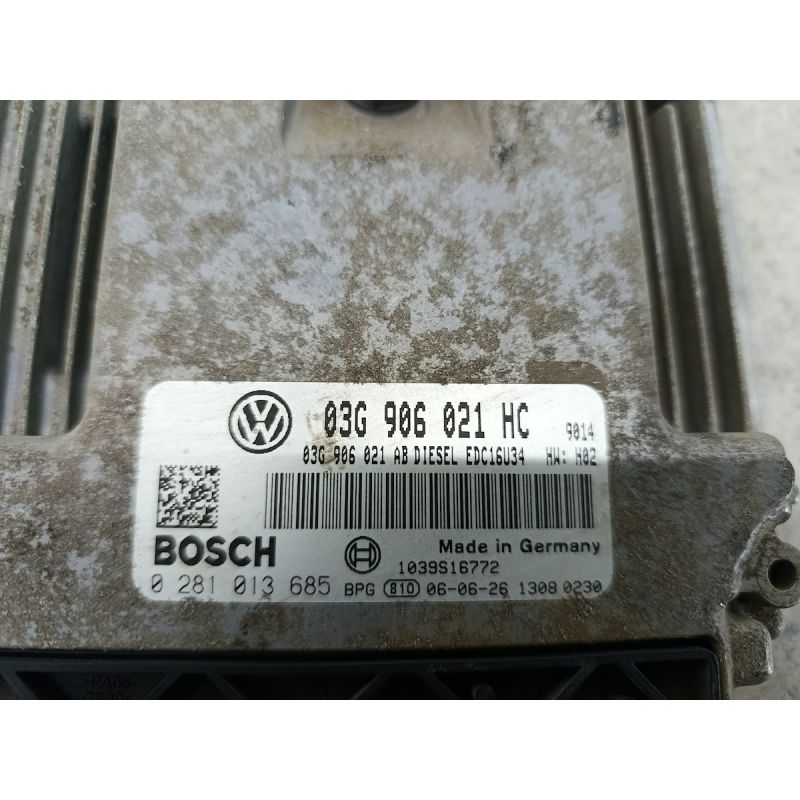 03G 906 021 HC 9014
03G 906 021 AB DIESEL EDC16U34 HW: H02
BOSCH
Made in Germany
1039S16772
0 281 013 685 BPG 810 06-06-26 1308 0230
>PA66-